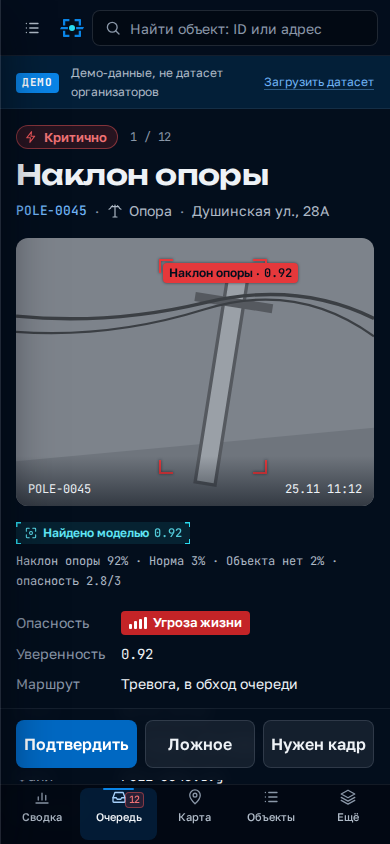 Найти объект: ID или адрес
ДЕМО
Демо-данные, не датасет
организаторов
Загрузить датасет
Критично
1 / 12
Наклон опоры
POLE-0045 · Опора · Душинская ул., 28А
Наклон опоры · 0.92
POLE-0045
25.11 11:12
Найдено моделью 0.92
Наклон опоры 92% · Норма 3% · Объекта нет 2% ·
опасность 2.8/3
Опасность
Угроза жизни
Уверенность
0.92
Маршрут
Тревога, в обход очереди
Подтвердить
Ложное
Нужен кадр
Сводка
12
Очередь
Карта
Объекты
Ещё